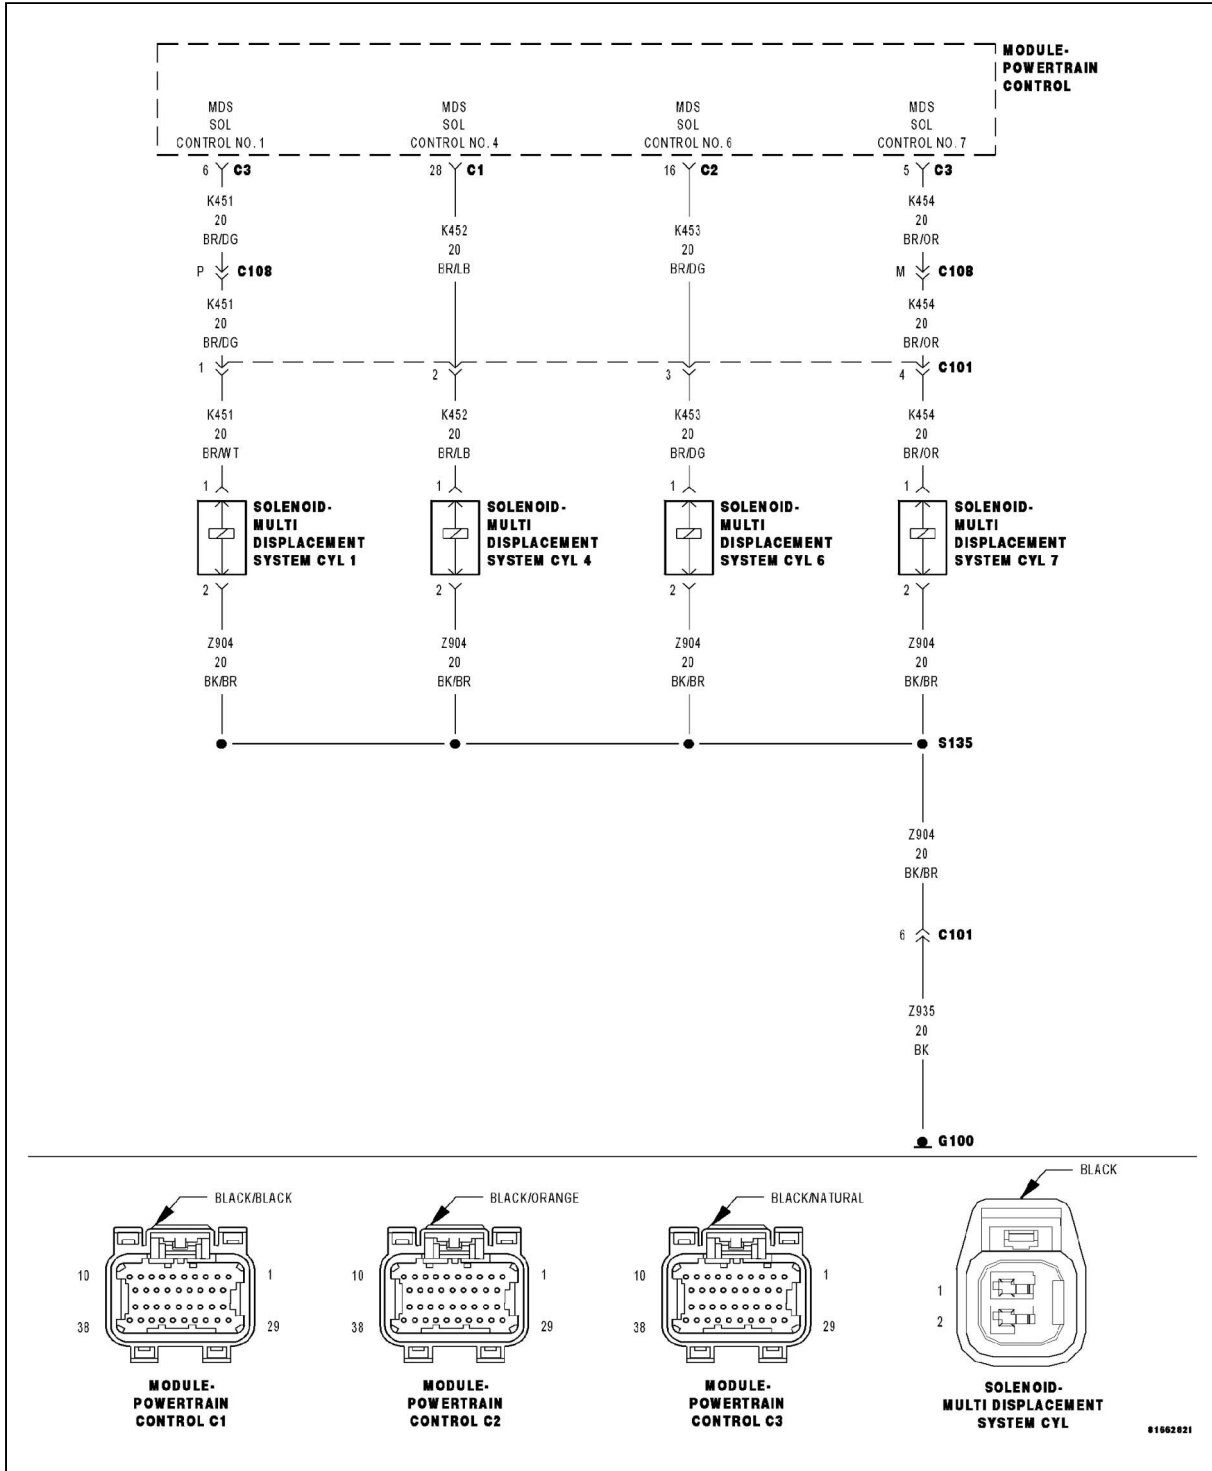 MODULE-
POWERTRAIN
CONTROL
MDS
SOL
CONTROL NO. 1
MDS
SOL
CONTROL NO. 4
MDS
SOL
CONTROL NO. 6
MDS
SOL
CONTROL NO. 7
6 C3
28 C1
16 C2
5 C3
K451
20
BR/DG
K452
20
BR/LB
K453
20
BR/DG
K454
20
BR/OR
P C108
M C108
K451
20
BR/DG
K454
20
BR/OR
1
2
3
4 C101
K451
20
BR/WT
K452
20
BR/LB
K453
20
BR/DG
K454
20
BR/OR
1
1
1
1
SOLENOID-
MULTI
DISPLACEMENT
SYSTEM CYL 1
SOLENOID-
MULTI
DISPLACEMENT
SYSTEM CYL 4
SOLENOID-
MULTI
DISPLACEMENT
SYSTEM CYL 6
SOLENOID-
MULTI
DISPLACEMENT
SYSTEM CYL 7
2
2
2
2
Z904
20
BK/BR
Z904
20
BK/BR
Z904
20
BK/BR
Z904
20
BK/BR
S135
Z904
20
BK/BR
6 C101
Z935
20
BK
G100
BLACK/BLACK
10
1
38
29
MODULE-
POWERTRAIN
CONTROL C1
BLACK/ORANGE
10
1
38
29
MODULE-
POWERTRAIN
CONTROL C2
BLACK/NATURAL
10
1
38
29
MODULE-
POWERTRAIN
CONTROL C3
BLACK
1
2
SOLENOID-
MULTI DISPLACEMENT
SYSTEM CYL
81662821